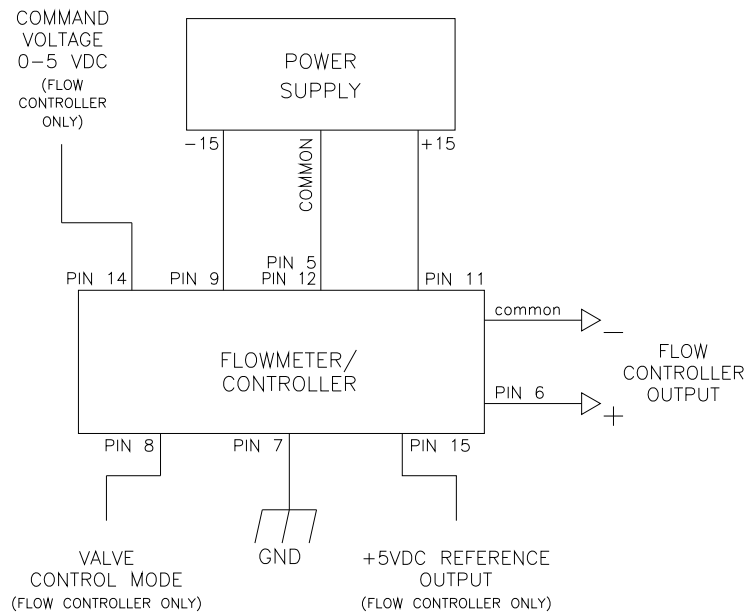 COMMAND
VOLTAGE
0-5 VDC
(FLOW
CONTROLLER
ONLY)
POWER
SUPPLY
-15
COMMON
+15
PIN 14
PIN 9
PIN 5
PIN 12
PIN 11
FLOWMETER/
CONTROLLER
common
−
PIN 6
+
FLOW
CONTROLLER
OUTPUT
PIN 8
PIN 7
PIN 15
VALVE
CONTROL MODE
(FLOW CONTROLLER ONLY)
GND
+5VDC REFERENCE
OUTPUT
(FLOW CONTROLLER ONLY)